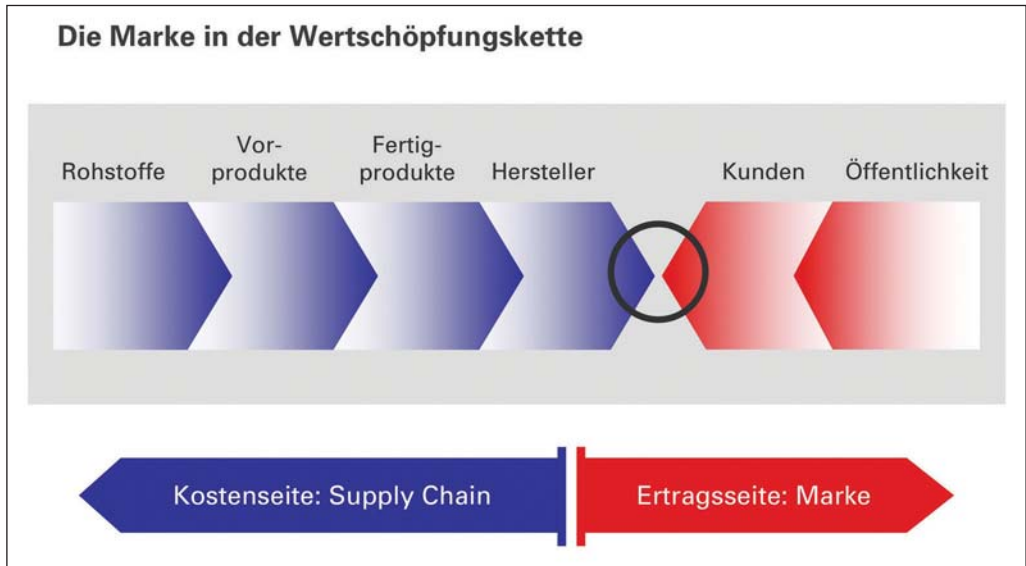 Die Marke in der Wertschöpfungskette
Rohstoffe
Vor-
produkte
Fertig-
produkte
Hersteller
Kunden
Öffentlichkeit
Kostenseite: Supply Chain
Ertragsseite: Marke